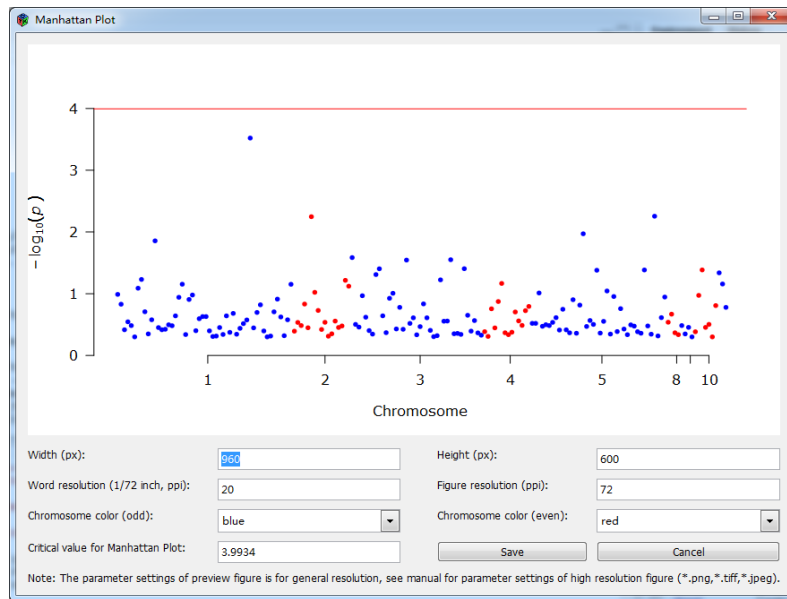 Manhattan Plot
4
3
2
1
0
− log10(p)
1 2 3 4 5 8 10
Chromosome
Width (px): 960 Height (px): 600
Word resolution (1/72 inch, ppi): 20 Figure resolution (ppi): 72
Chromosome color (odd): blue Chromosome color (even): red
Critical value for Manhattan Plot: 3.9934 Save Cancel
Note: The parameter settings of preview figure is for general resolution, see manual for parameter settings of high resolution figure (*.png,*.tiff,*.jpeg).